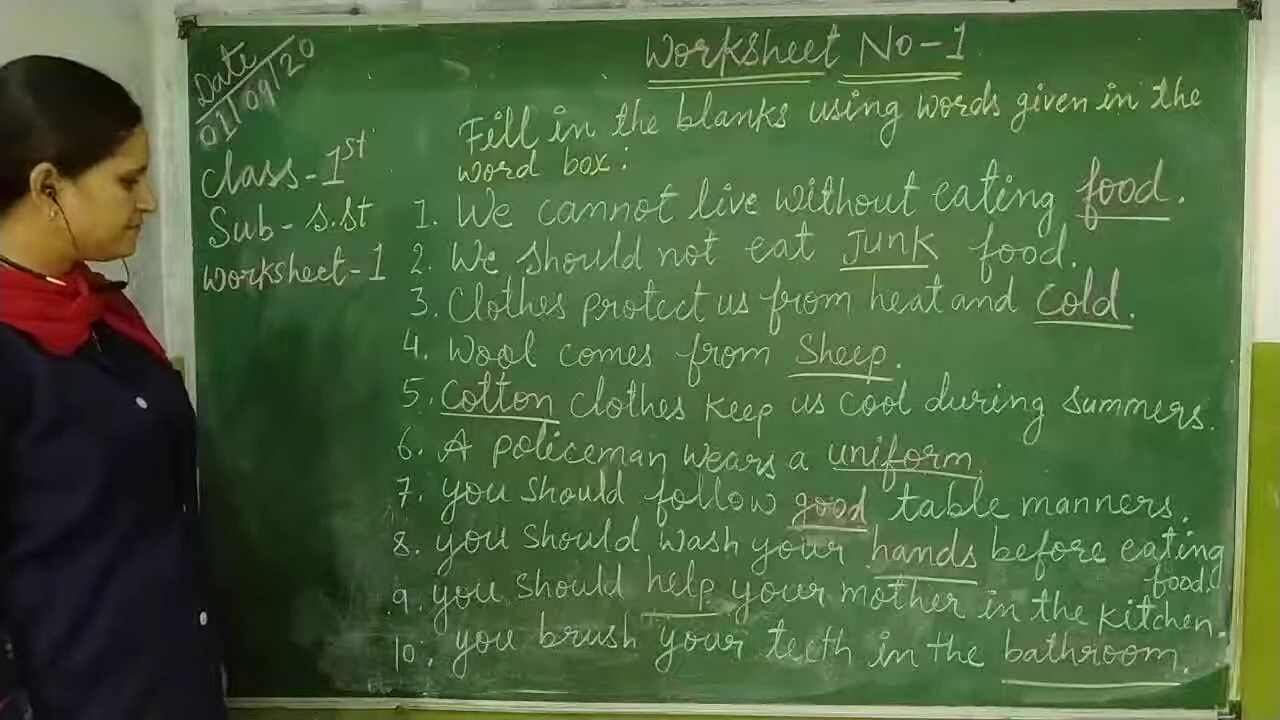 Date
01/09/20
Class-1st
Sub- s.st
Worksheet-1
Worksheet No-1
Fill in the blanks using words given in the
word box:
1. We cannot live without eating food.
2. We should not eat Junk food.
3. Clothes protect us from heat and cold.
4. Wool comes from Sheep.
5. Cotton clothes keep us cool during summers.
6. A policeman wears a uniform.
7. you should follow good table manners.
8. you should wash your hands before eating
food.
9. you should help your mother in the kitchen.
10. you brush your teeth in the bathroom.